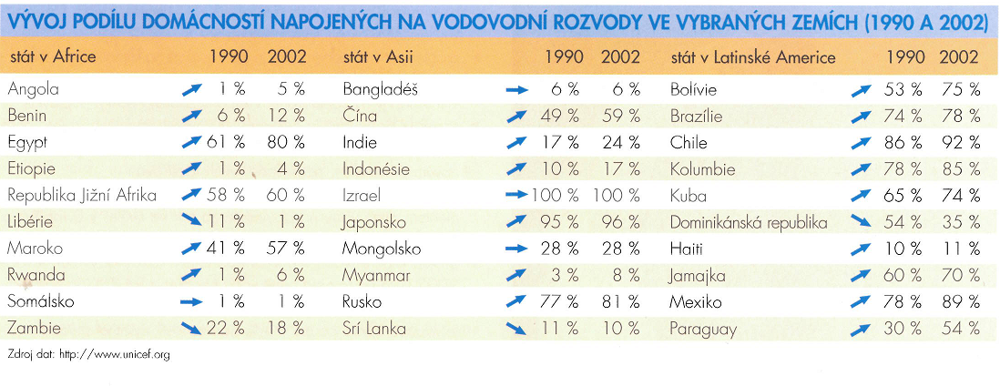 VÝVOJ PODÍLU DOMÁCNOSTÍ NAPOJENÝCH NA VODOVODNÍ ROZVODY VE VYBRANÝCH ZEMÍCH (1990 A 2002)
stát v Africe 1990 2002 stát v Asii 1990 2002 stát v Latinské Americe 1990 2002
Angola 1 % 5 % Bangladéš 6 % 6 % Bolívie 53 % 75 %
Benin 6 % 12 % Čína 49 % 59 % Brazílie 74 % 78 %
Egypt 61 % 80 % Indie 17 % 24 % Chile 86 % 92 %
Etiopie 1 % 4 % Indonésie 10 % 17 % Kolumbie 78 % 85 %
Republika Jižní Afrika 58 % 60 % Izrael 100 % 100 % Kuba 65 % 74 %
Libérie 11 % 1 % Japonsko 95 % 96 % Dominikánská republika 54 % 35 %
Maroko 41 % 57 % Mongolsko 28 % 28 % Haiti 10 % 11 %
Rwanda 1 % 6 % Myanmar 3 % 8 % Jamajka 60 % 70 %
Somálsko 1 % 1 % Rusko 77 % 81 % Mexiko 78 % 89 %
Zambie 22 % 18 % Srí Lanka 11 % 10 % Paraguay 30 % 54 %
Zdroj dat: http://www.unicef.org